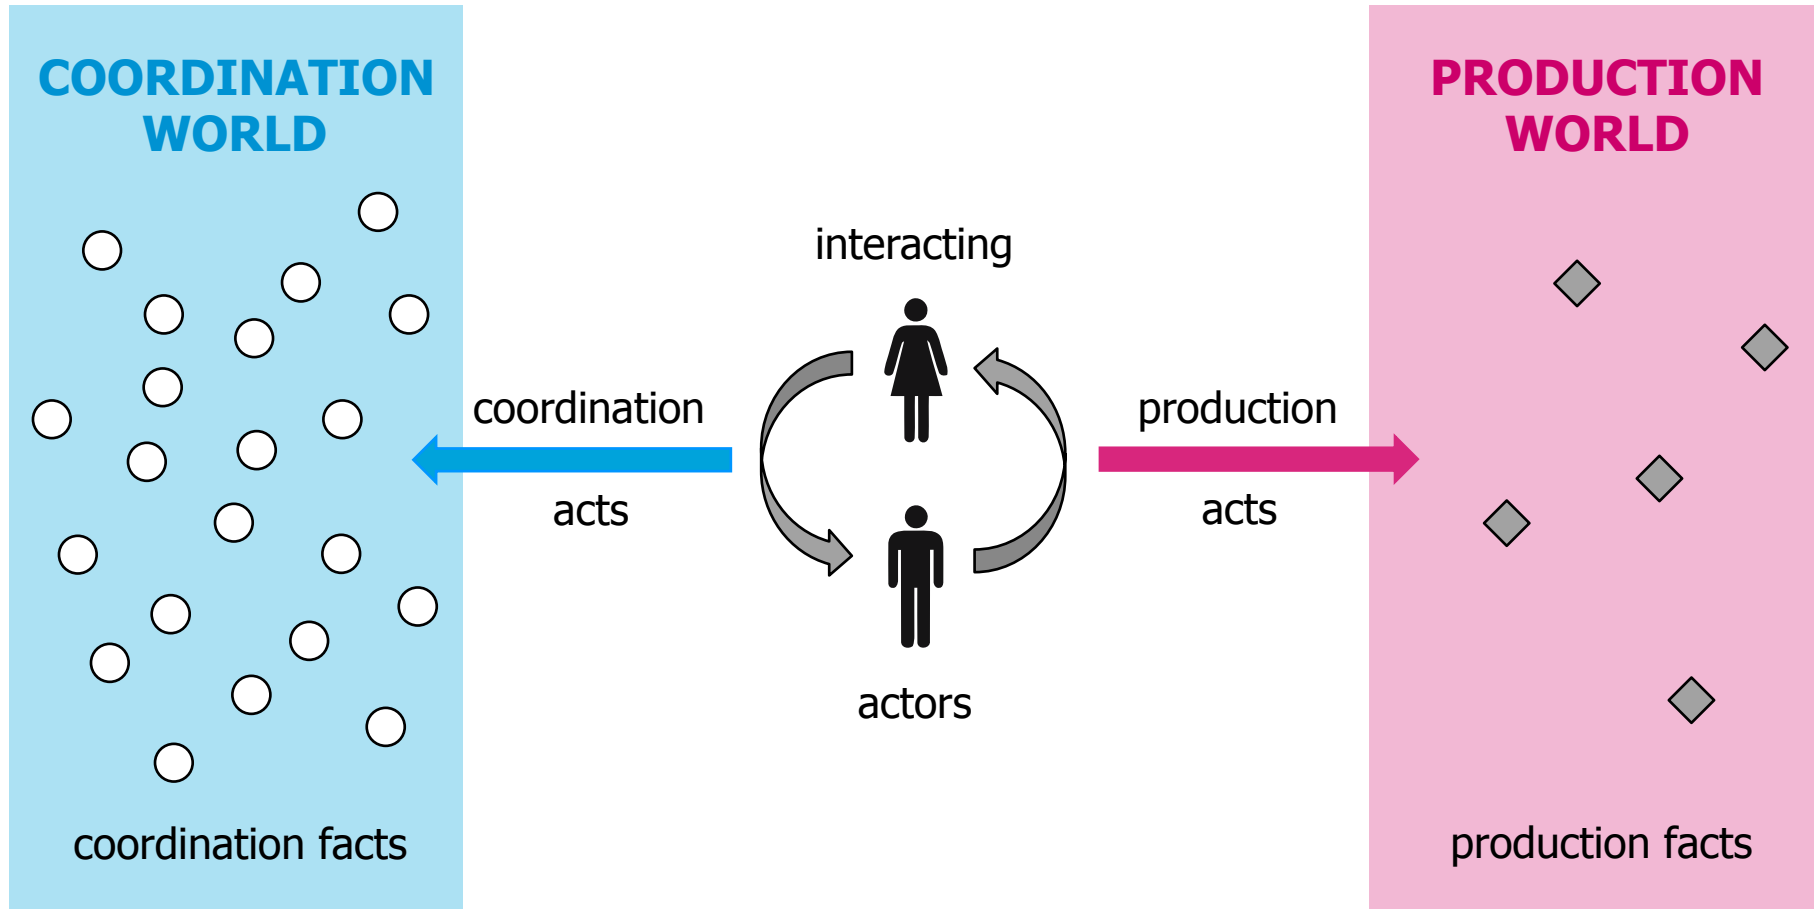 COORDINATION
WORLD
coordination facts
coordination
acts
interacting
actors
production
acts
PRODUCTION
WORLD
production facts